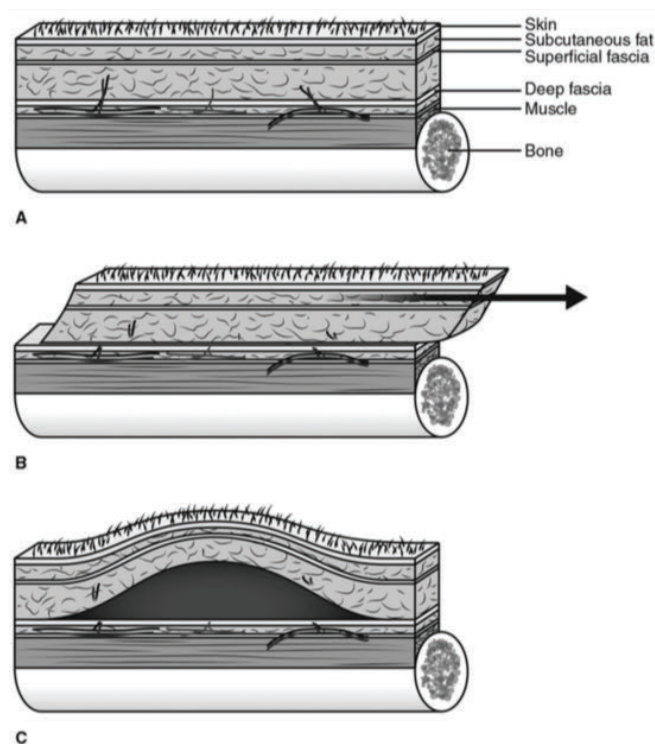 Skin
Subcutaneous fat
Superficial fascia
Deep fascia
Muscle
Bone
A
B
C